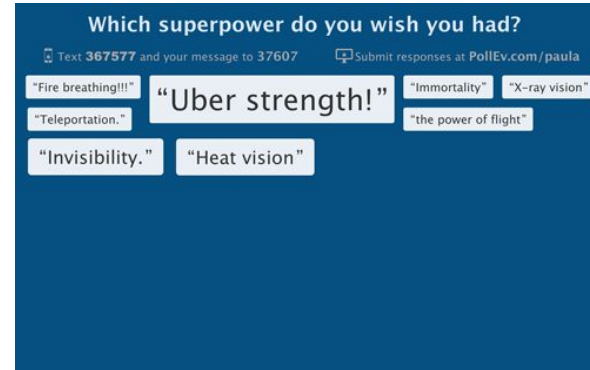 Which superpower do you wish you had?
Text 367577 and your message to 37607
Submit responses at PollEv.com/paula
“Fire breathing!!!”
“Uber strength!”
“Immortality”
“X-ray vision”
“Teleportation.”
“the power of flight”
“Invisibility.”
“Heat vision”